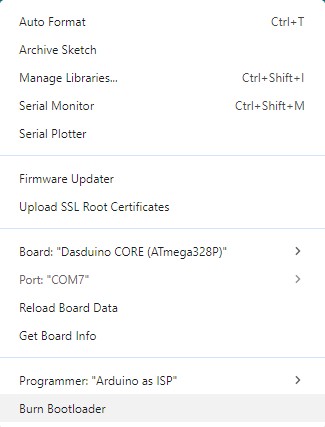 Auto Format Ctrl+T
Archive Sketch
Manage Libraries... Ctrl+Shift+I
Serial Monitor Ctrl+Shift+M
Serial Plotter
Firmware Updater
Upload SSL Root Certificates
Board: "Dasduino CORE (ATmega328P)"
Port: "COM7"
Reload Board Data
Get Board Info
Programmer: "Arduino as ISP"
Burn Bootloader